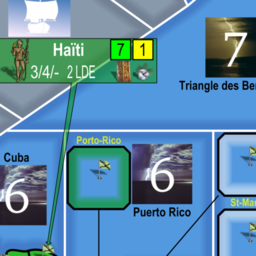 Haïti
7 1
3/4/- 2 LDE
7
Triangle des Be
Porto-Rico
Cuba
6
6
Puerto Rico
St-Ma